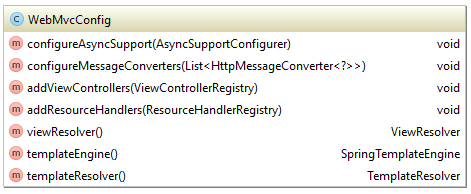 C WebMvcConfig
m configureAsyncSupport(AsyncSupportConfigurer) void
m configureMessageConverters(List<HttpMessageConverter<?>>) void
m addViewControllers(ViewControllerRegistry) void
m addResourceHandlers(ResourceHandlerRegistry) void
m viewResolver() ViewResolver
m templateEngine() SpringTemplateEngine
m templateResolver() TemplateResolver